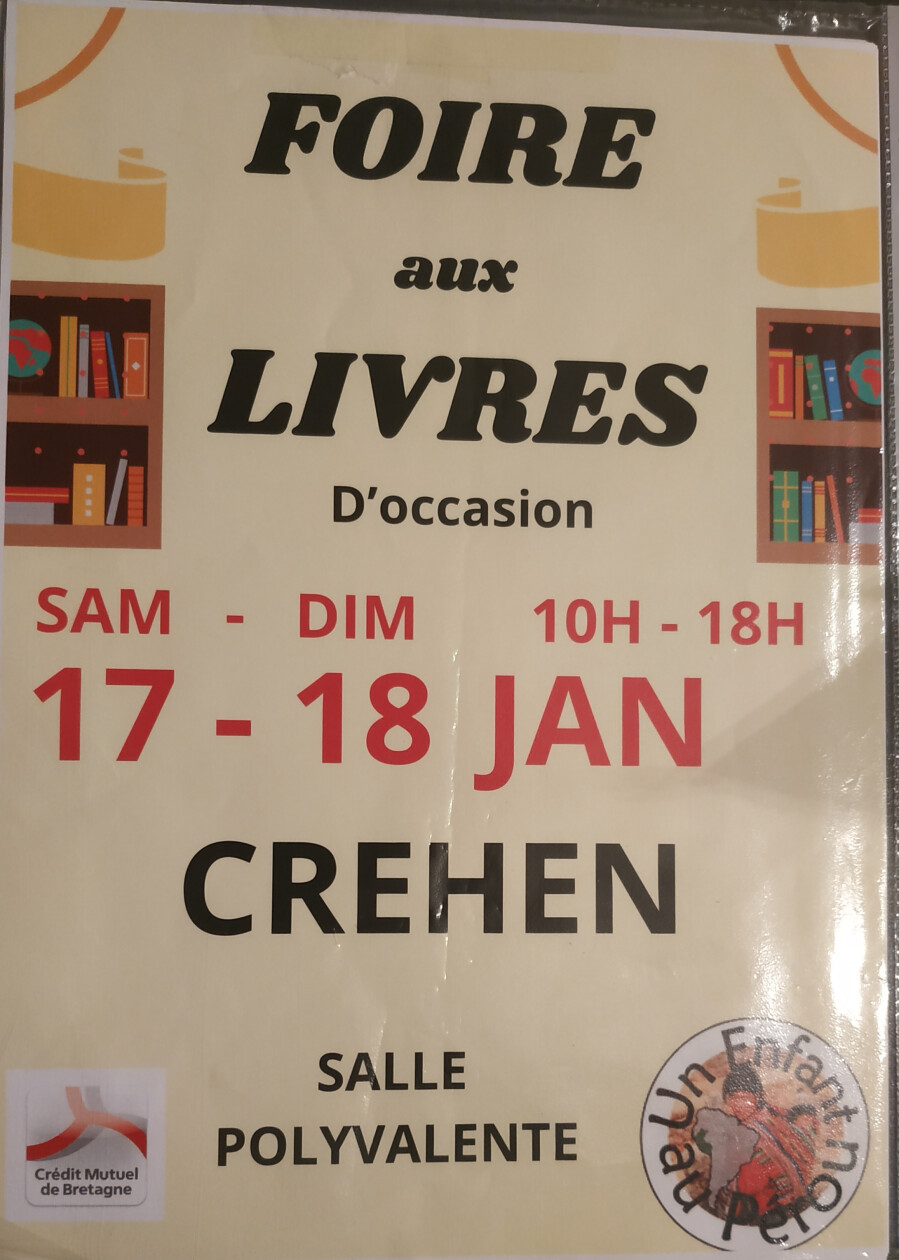 FOIRE
aux
LIVRES
D'occasion
SAM - DIM 10H - 18H
17 - 18 JAN
CREHEN
SALLE
POLYVALENTE
Crédit Mutuel
de Bretagne
Un Enfant
au Pérou